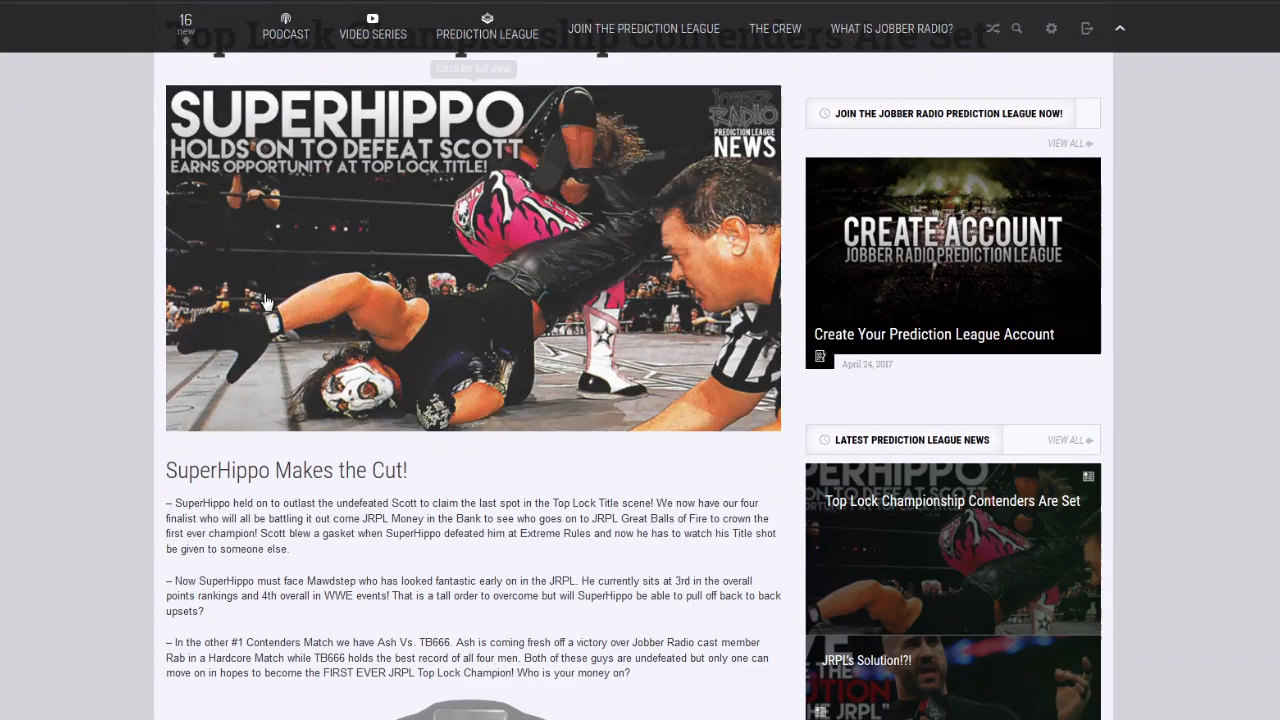 16
new
PODCAST
VIDEO SERIES
PREDICTION LEAGUE
JOIN THE PREDICTION LEAGUE
THE CREW
WHAT IS JOBBER RADIO?
Top Lock Championship Contenders Are Set
Click for full view
SUPERHIPPO
HOLDS ON TO DEFEAT SCOTT
EARNS OPPORTUNITY AT TOP LOCK TITLE!
JOBBER
RADIO
PREDICTION LEAGUE
NEWS
SuperHippo Makes the Cut!
– SuperHippo held on to outlast the undefeated Scott to claim the last spot in the Top Lock Title scene! We now have our four
finalist who will all be battling it out come JRPL Money in the Bank to see who goes on to JRPL Great Balls of Fire to crown the
first ever champion! Scott blew a gasket when SuperHippo defeated him at Extreme Rules and now he has to watch his Title shot
be given to someone else.
– Now SuperHippo must face Mawdstep who has looked fantastic early on in the JRPL. He currently sits at 3rd in the overall
points rankings and 4th overall in WWE events! That is a tall order to overcome but will SuperHippo be able to pull off back to back
upsets?
– In the other #1 Contenders Match we have Ash Vs. TB666. Ash is coming fresh off a victory over Jobber Radio cast member
Rab in a Hardcore Match while TB666 holds the best record of all four men. Both of these guys are undefeated but only one can
move on in hopes to become the FIRST EVER JRPL Top Lock Champion! Who is your money on?
JOIN THE JOBBER RADIO PREDICTION LEAGUE NOW!
VIEW ALL
CREATE ACCOUNT
JOBBER RADIO PREDICTION LEAGUE
Create Your Prediction League Account
April 24, 2017
LATEST PREDICTION LEAGUE NEWS
VIEW ALL
Top Lock Championship Contenders Are Set
JRPL's Solution!?!